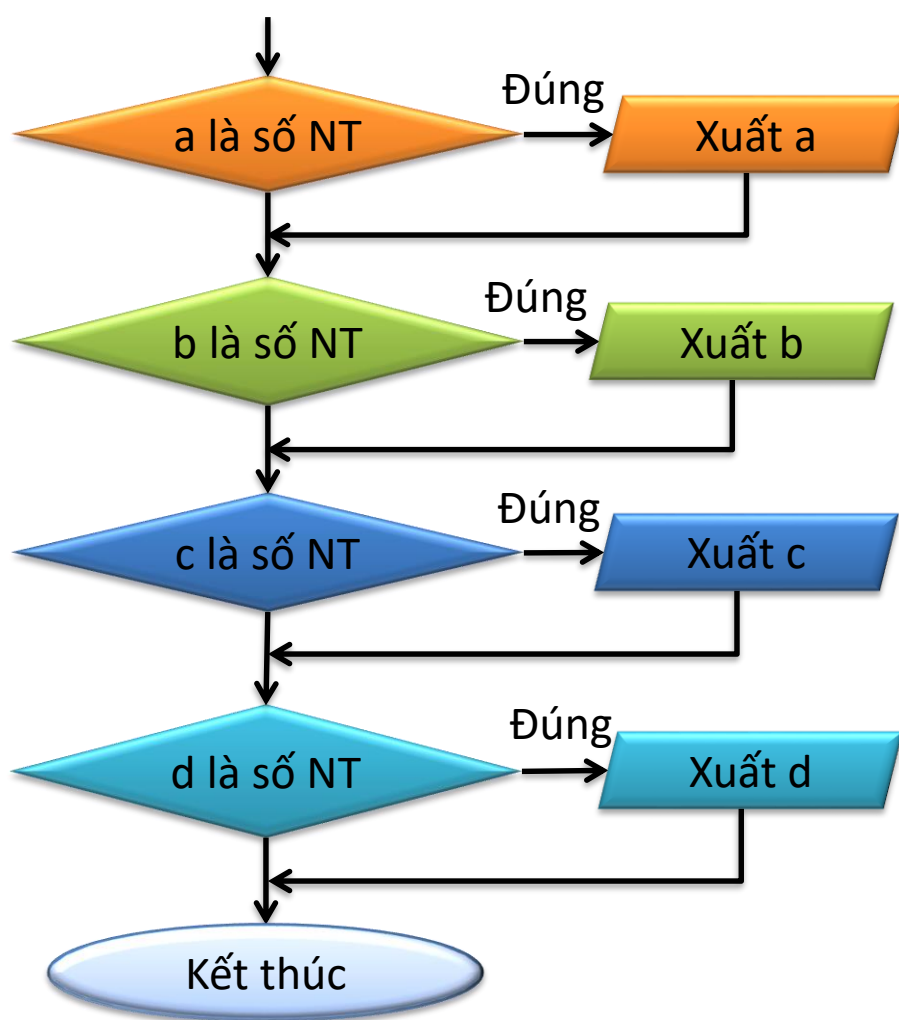 Đúng
a là số NT
Xuất a
Đúng
b là số NT
Xuất b
Đúng
c là số NT
Xuất c
Đúng
d là số NT
Xuất d
Kết thúc